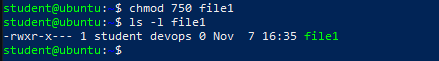 student@ubuntu: $ chmod 750 file1
student@ubuntu: $ ls -l file1
-rwxr-x--- 1 student devops 0 Nov  7 16:35 file1
student@ubuntu: $